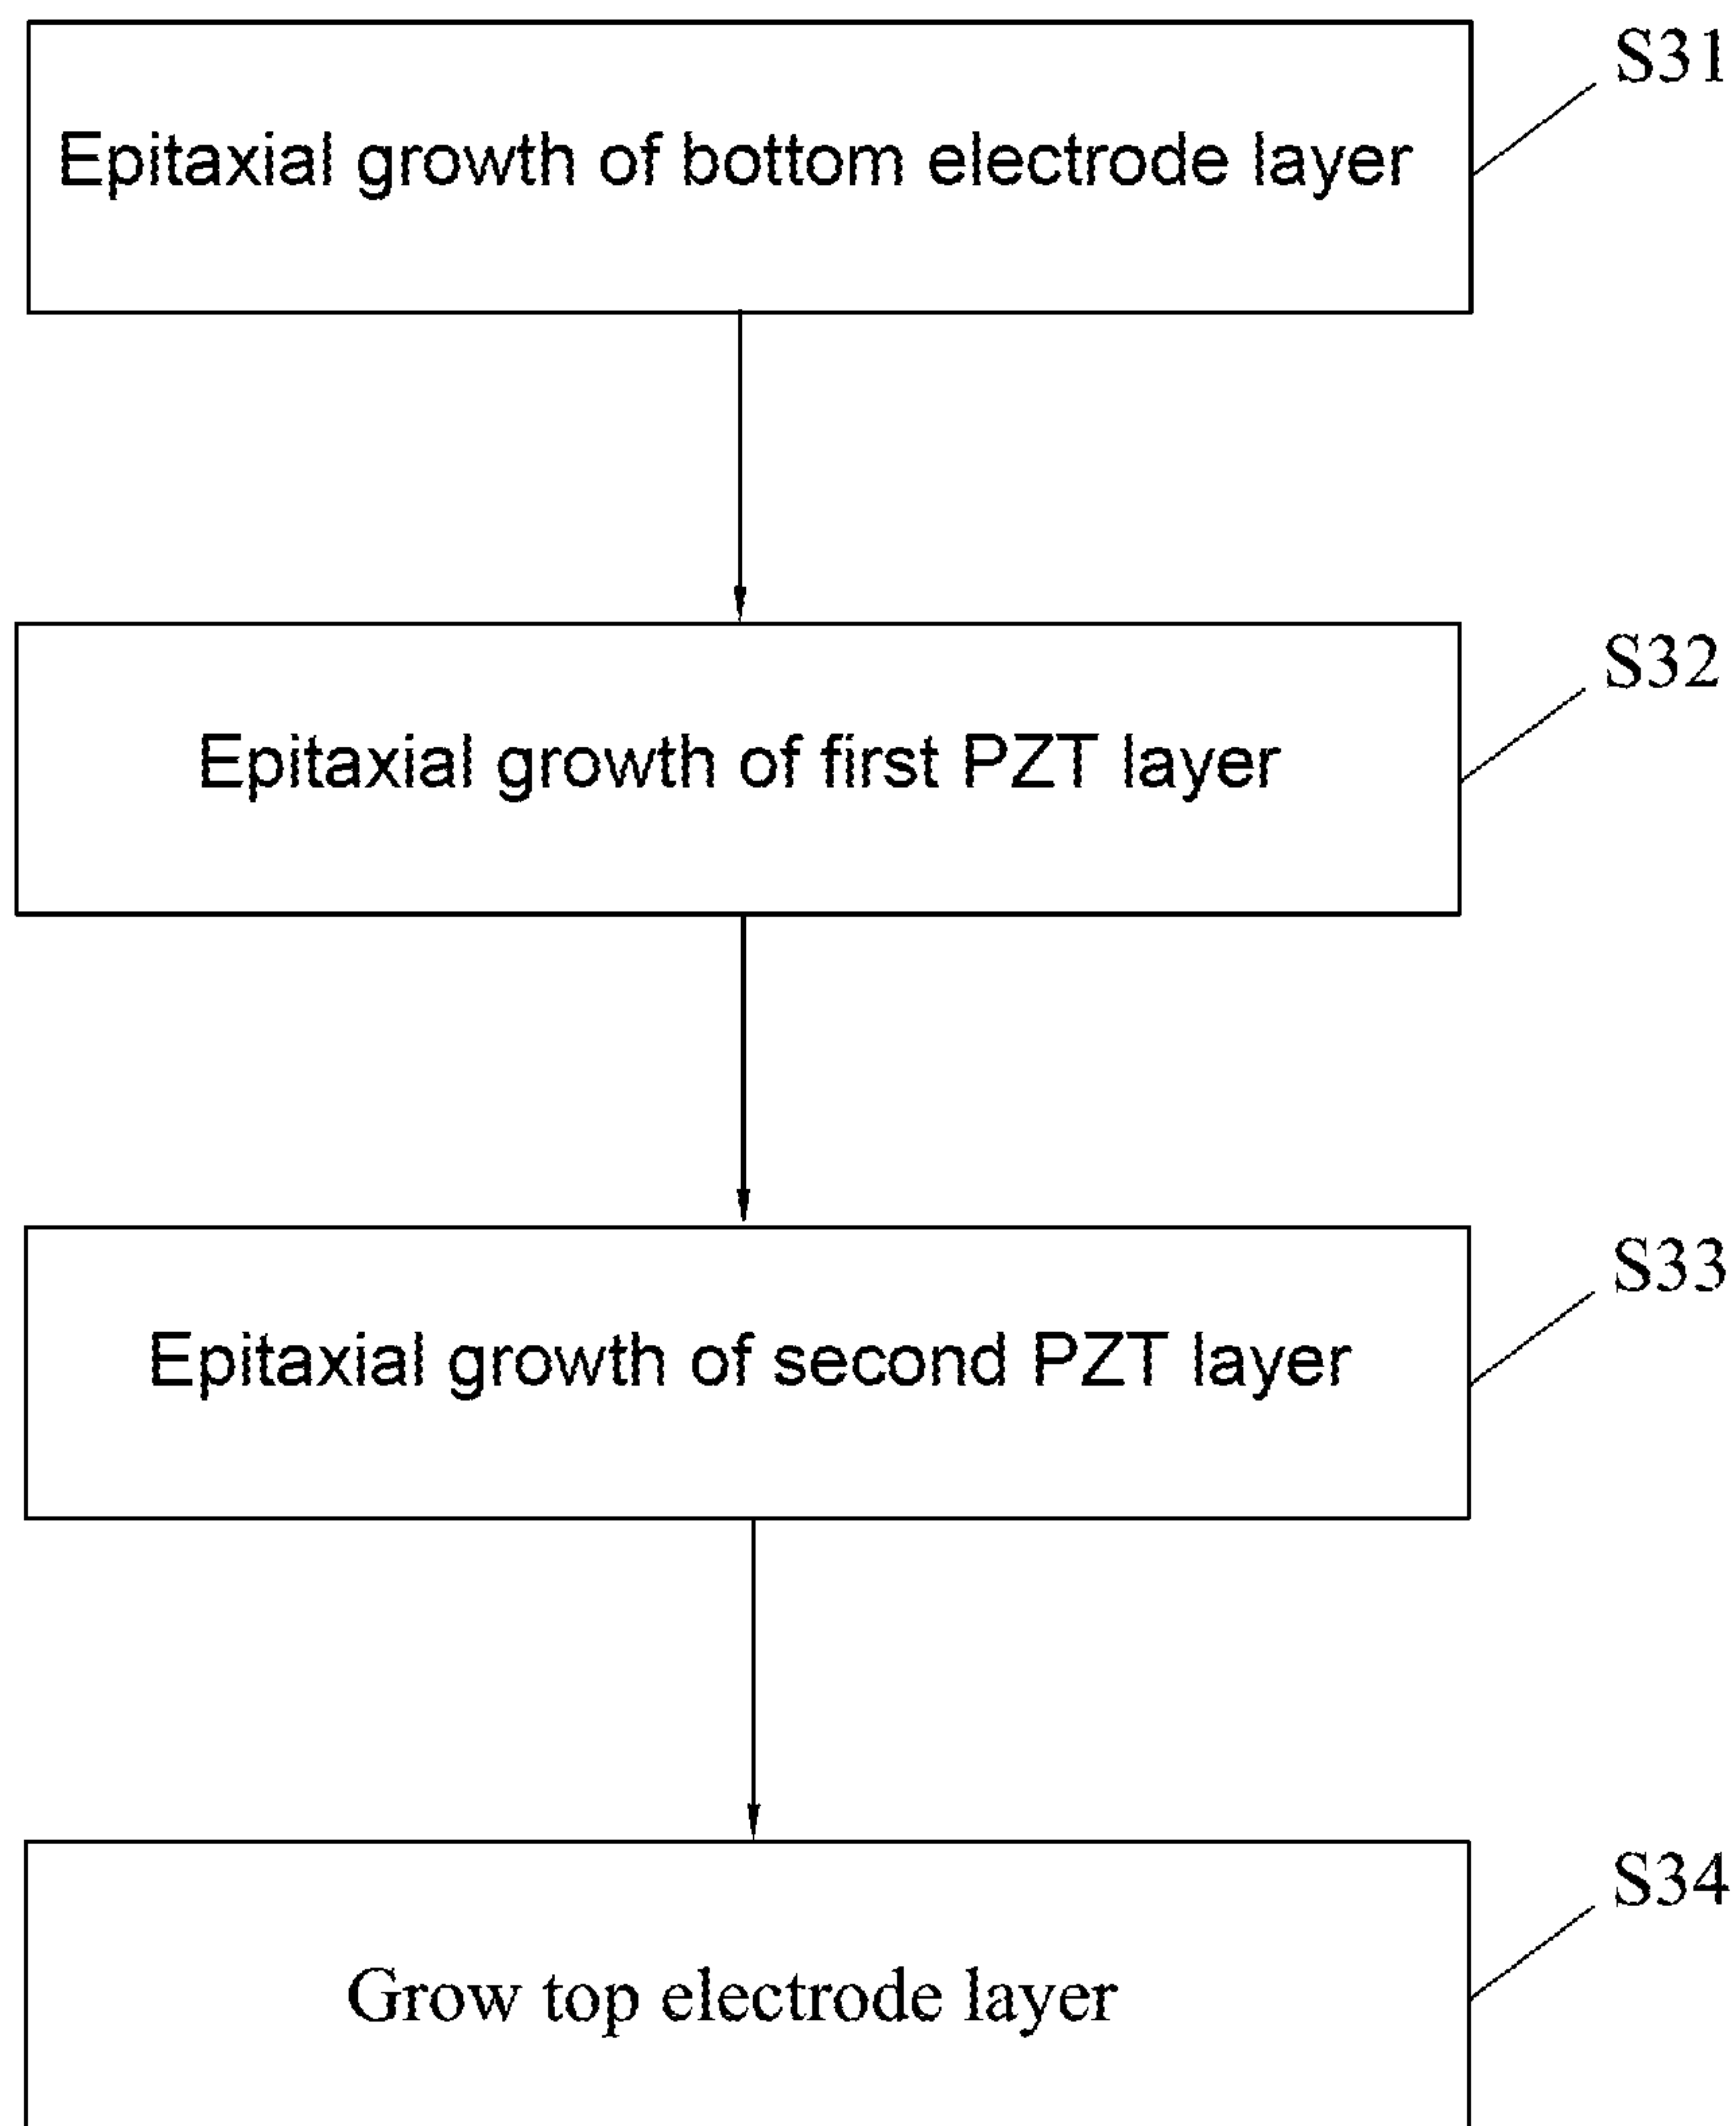 S31
Epitaxial growth of bottom electrode layer
S32
Epitaxial growth of first PZT layer
S33
Epitaxial growth of second PZT layer
S34
Grow top electrode layer